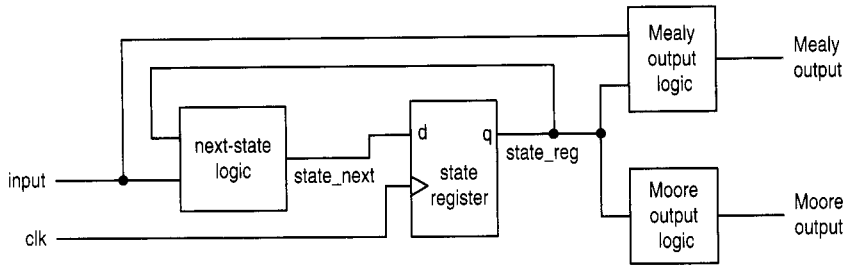 Mealy
output
logic
Mealy
output
next-state
logic
d
q
state
register
state_next
state_reg
input
clk
Moore
output
logic
Moore
output